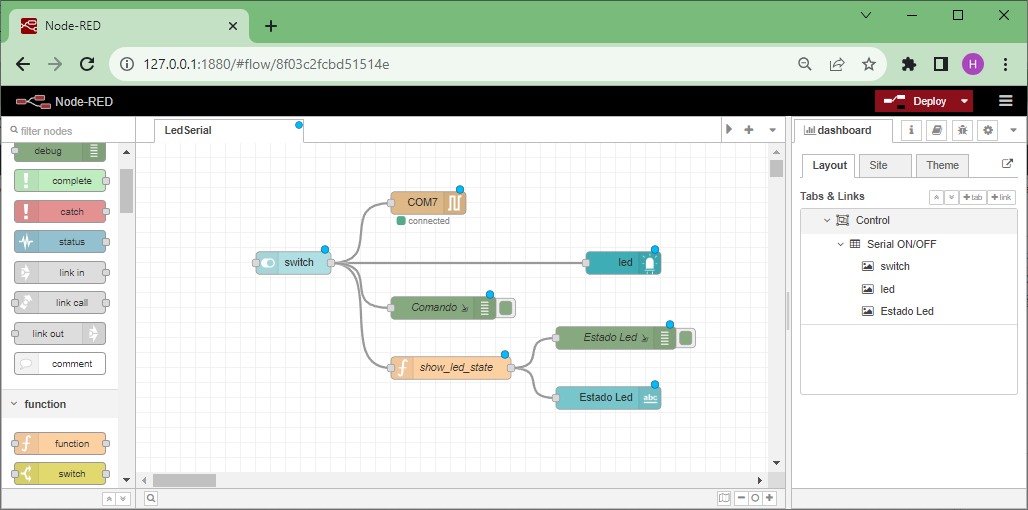 Node-RED
127.0.0.1:1880/#flow/8f03c2fcbd51514e
H
Node-RED
Deploy
filter nodes
debug
complete
catch
status
link in
link call
link out
comment
function
function
switch
LedSerial
COM7
connected
switch
led
Comando
Estado Led
show_led_state
Estado Led
abc
dashboard
i
Layout
Site
Theme
Tabs & Links
+tab
+link
Control
Serial ON/OFF
switch
led
Estado Led